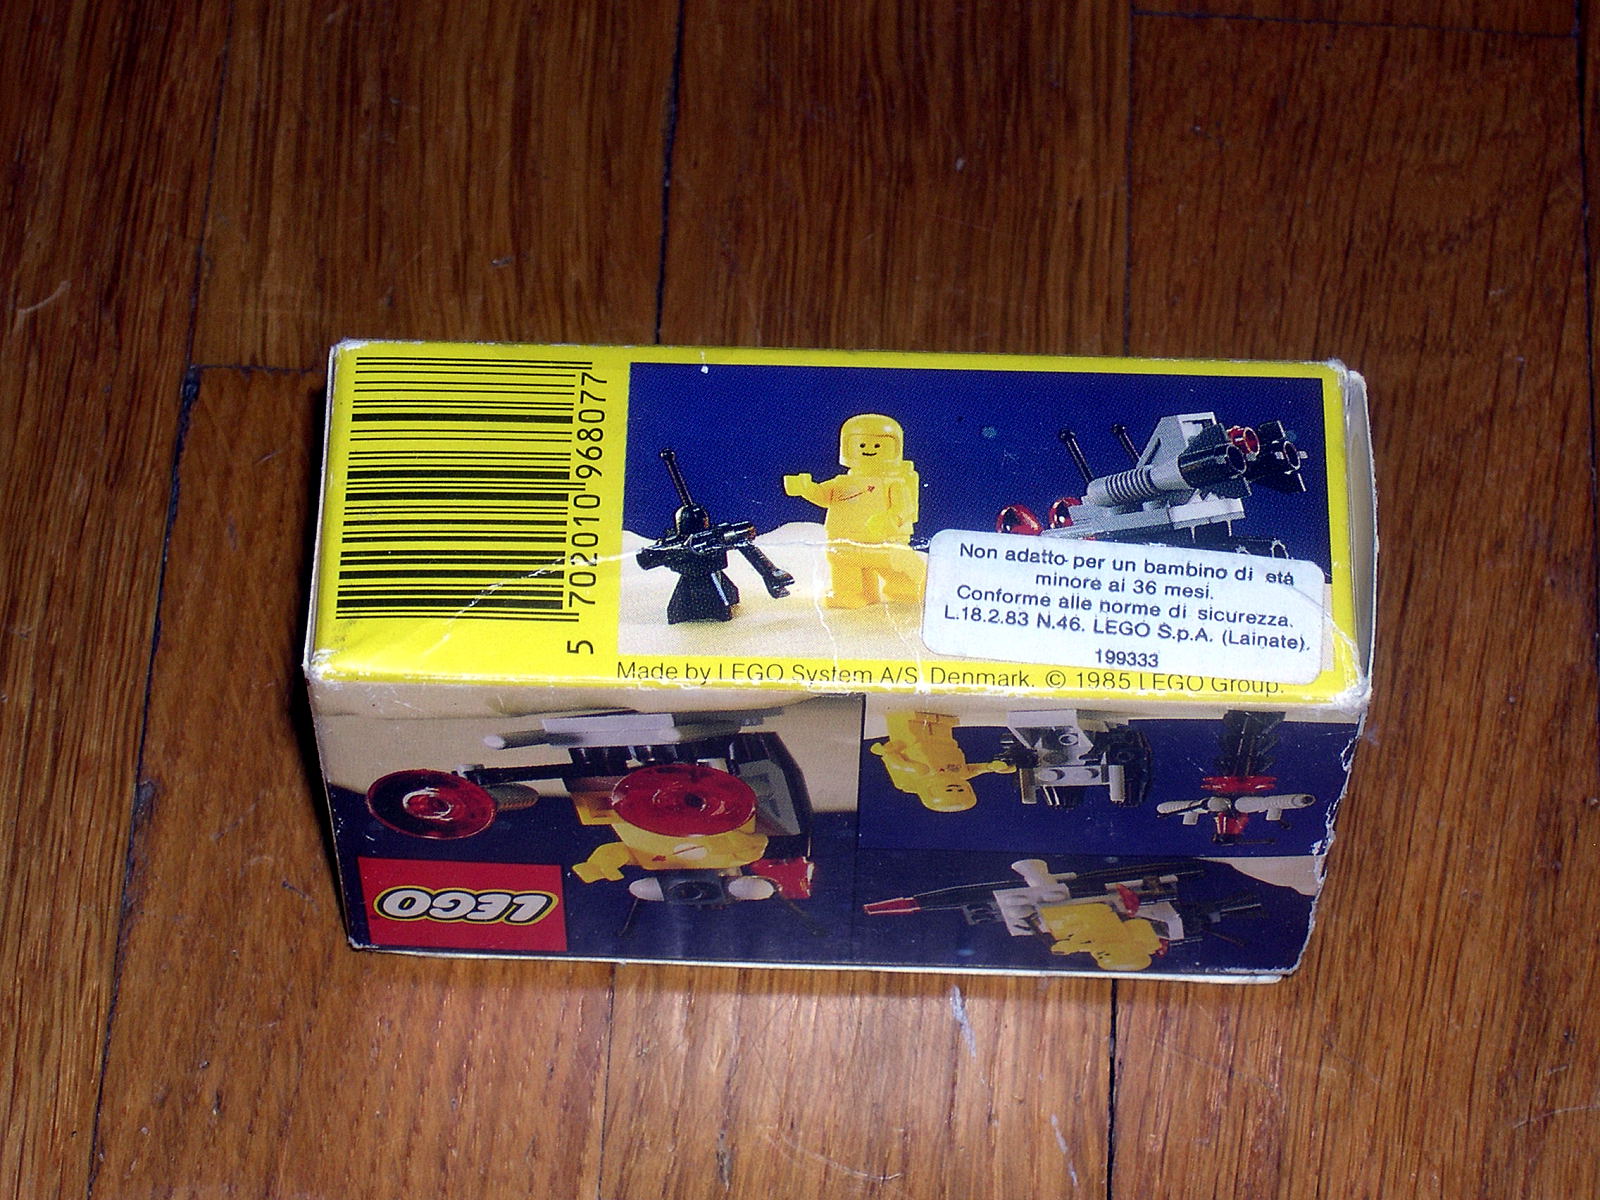 5 702010 968077
Non adatto per un bambino di età
minore ai 36 mesi.
Conforme alle norme di sicurezza.
L.18.2.83 N.46. LEGO S.p.A. (Lainate).
199333
Made by LEGO System A/S Denmark. © 1985 LEGO Group.
LEGO